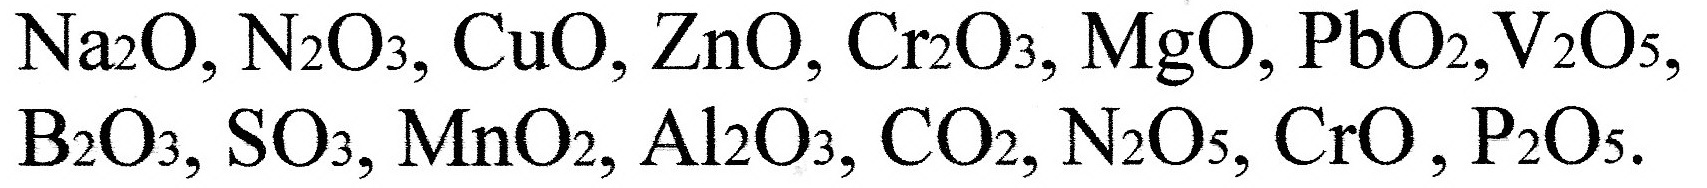 Na₂O, N₂O₃, CuO, ZnO, Cr₂O₃, MgO, PbO₂,V₂O₅,
B₂O₃, SO₃, MnO₂, Al₂O₃, CO₂, N₂O₅, CrO , P₂O₅.